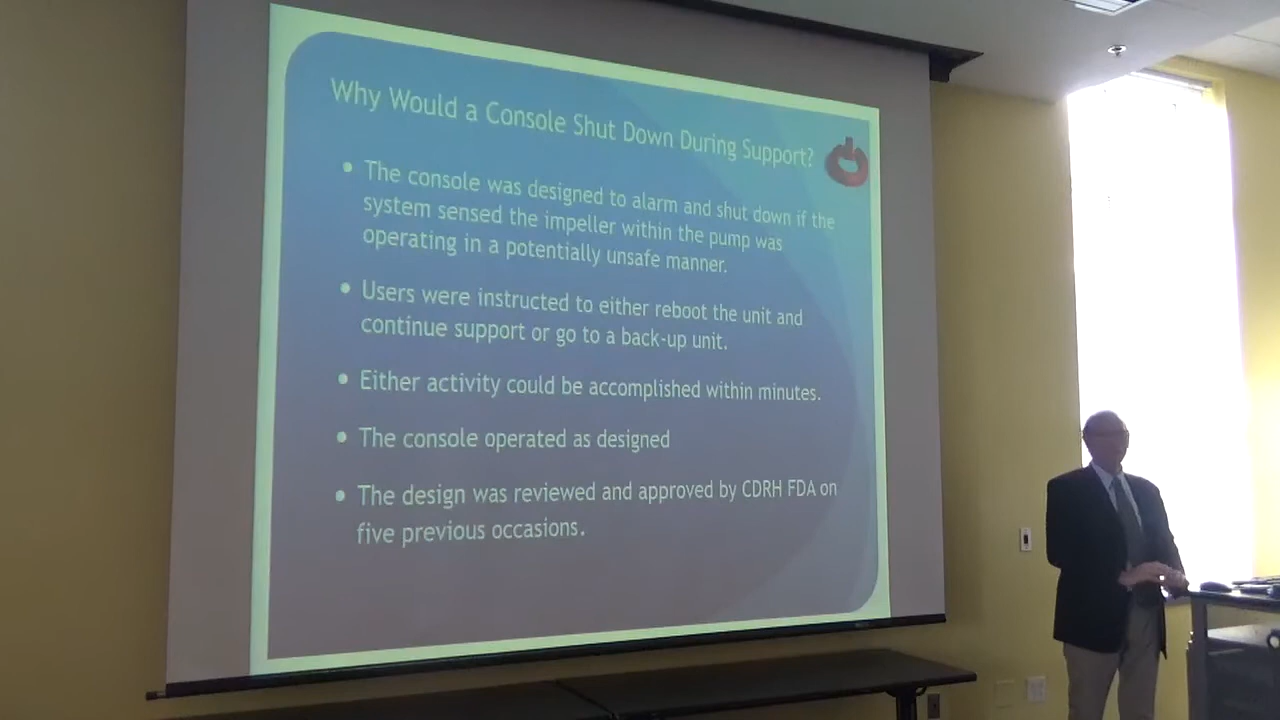 Why Would a Console Shut Down During Support?
• The console was designed to alarm and shut down if the
system sensed the impeller within the pump was
operating in a potentially unsafe manner.
• Users were instructed to either reboot the unit and
continue support or go to a back-up unit.
• Either activity could be accomplished within minutes.
• The console operated as designed
• The design was reviewed and approved by CDRH FDA on
five previous occasions.